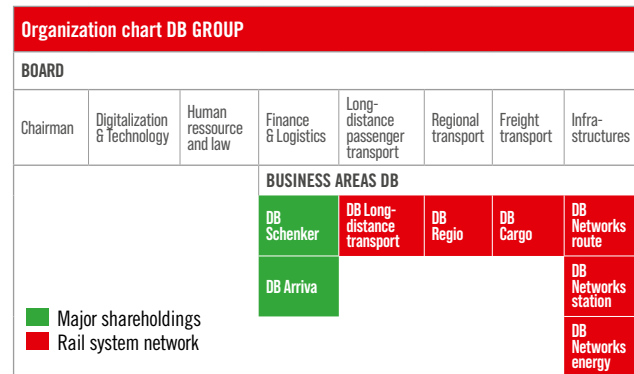 Organization chart DB GROUP
BOARD
Chairman
Digitalization
& Technology
Human
ressource
and law
Finance
& Logistics
Long-
distance
passenger
transport
Regional
transport
Freight
transport
Infra-
structures
BUSINESS AREAS DB
DB
Schenker
DB Long-
distance
transport
DB
Regio
DB
Cargo
DB
Networks
route
DB Arriva
DB
Networks
station
DB
Networks
energy
Major shareholdings
Rail system network